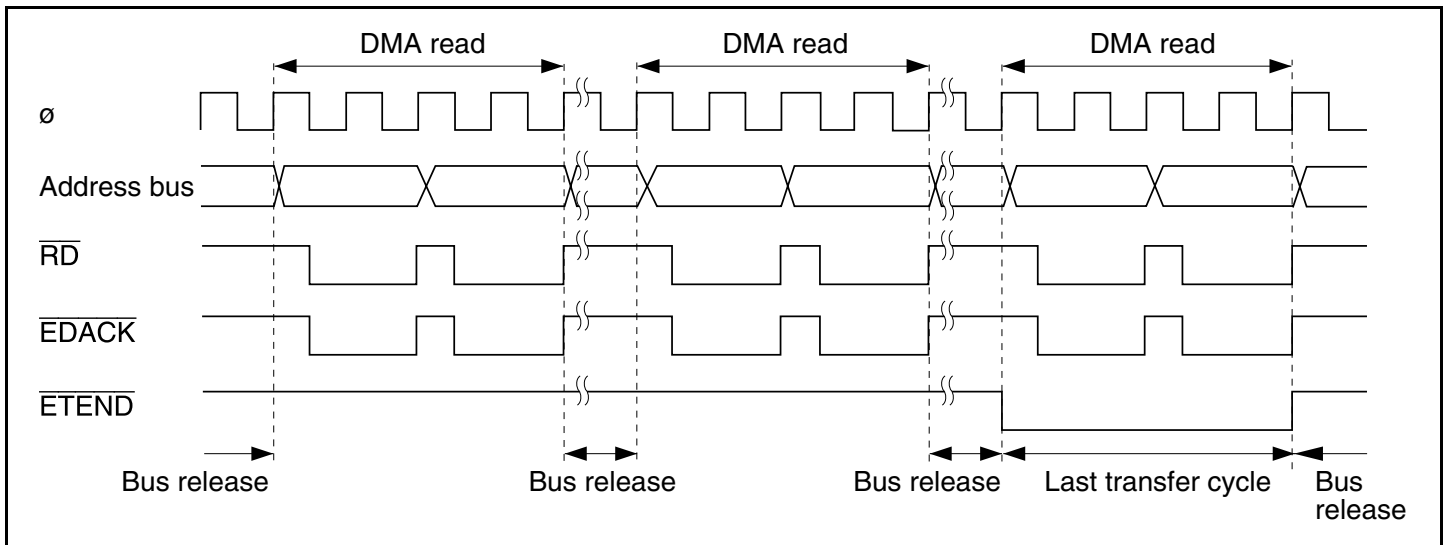 DMA read DMA read DMA read
ø
Address bus
RD
EDACK
ETEND
Bus release Bus release Bus release Last transfer cycle Bus
release